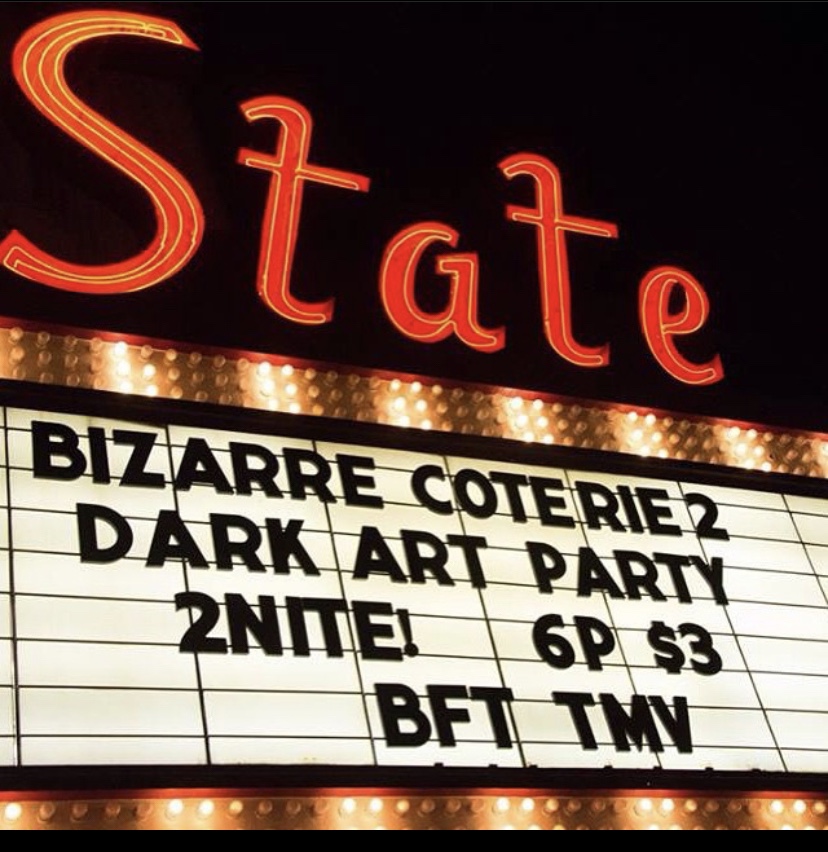 State
BIZARRE COTERIE 2
DARK ART PARTY
2NITE! 6P $3
BFT TMV